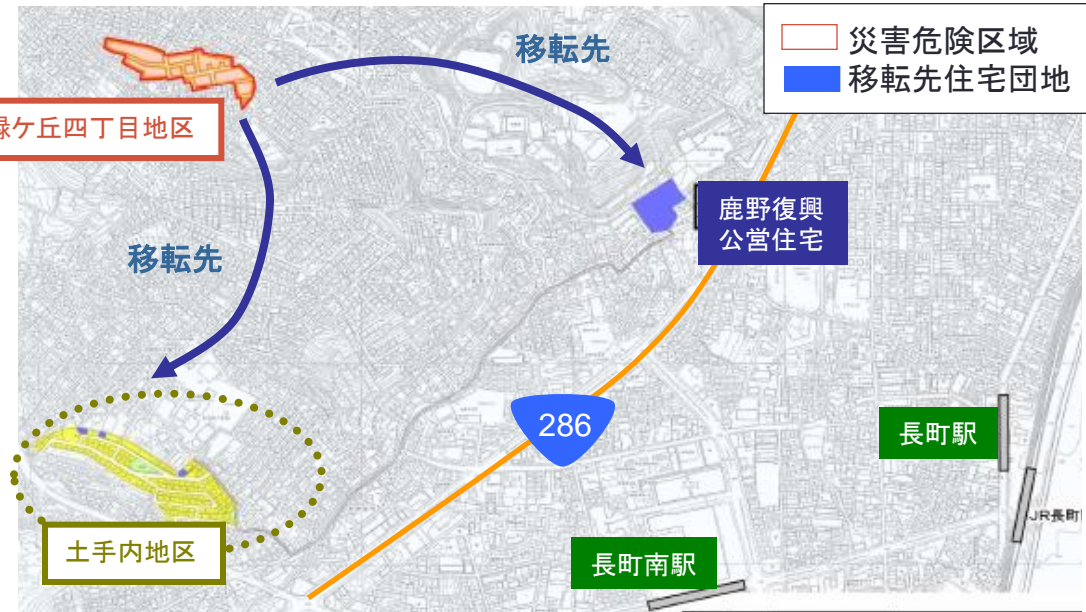 移転先
災害危険区域
移転先住宅団地
緑ケ丘四丁目地区
鹿野復興
公営住宅
移転先
286
長町駅
JR長町
土手内地区
長町南駅